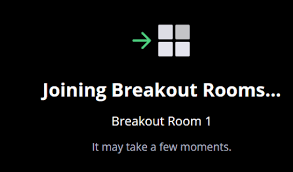 Joining Breakout Rooms...
Breakout Room 1
It may take a few moments.